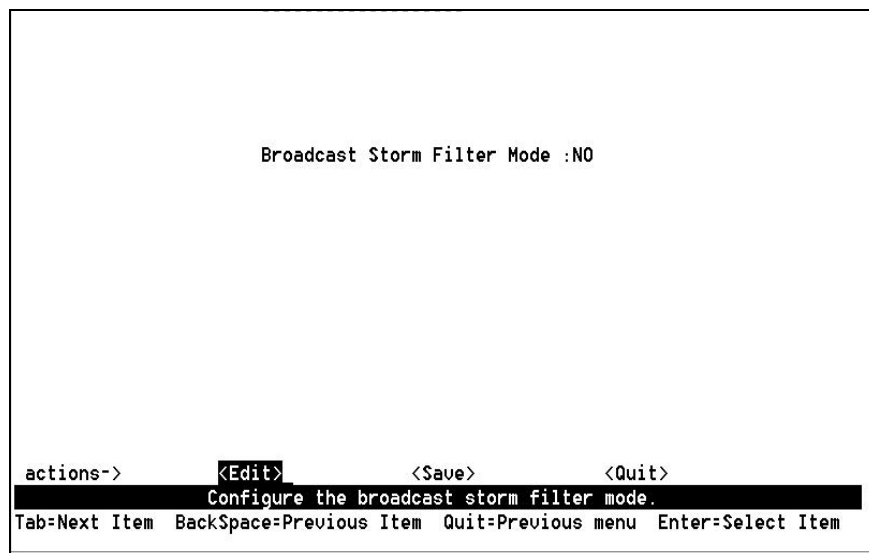 Broadcast Storm Filter Mode :NO
actions-> <Edit> <Save> <Quit>
Configure the broadcast storm filter mode.
Tab=Next Item BackSpace=Previous Item Quit=Previous menu Enter=Select Item